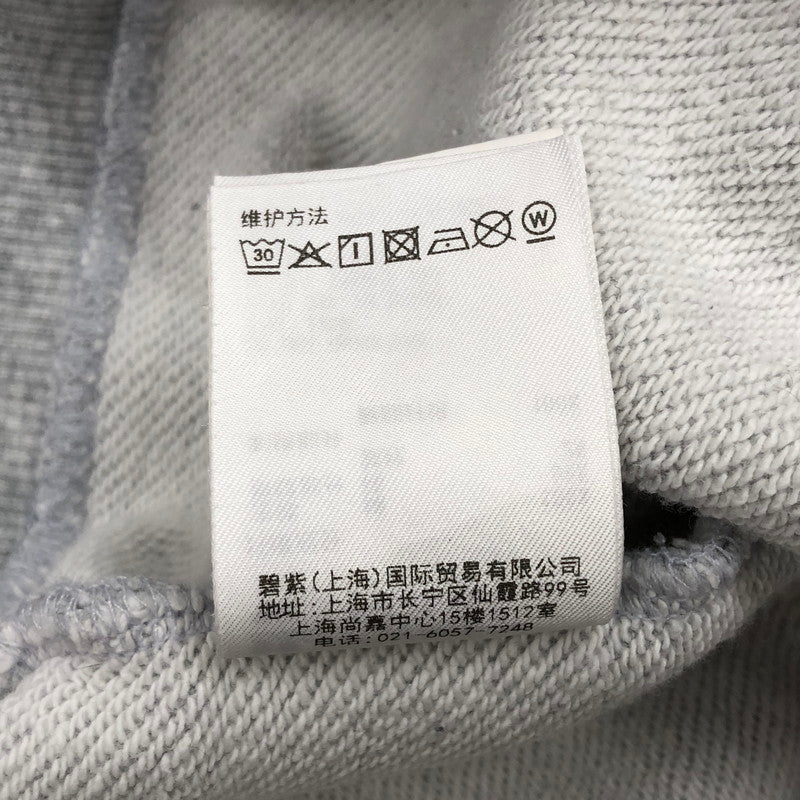 维护方法
30 W
碧紫(上海)国际贸易有限公司
地址:上海市长宁区仙霞路99号
上海尚嘉中心15楼1512室
电话:021-6057-7248